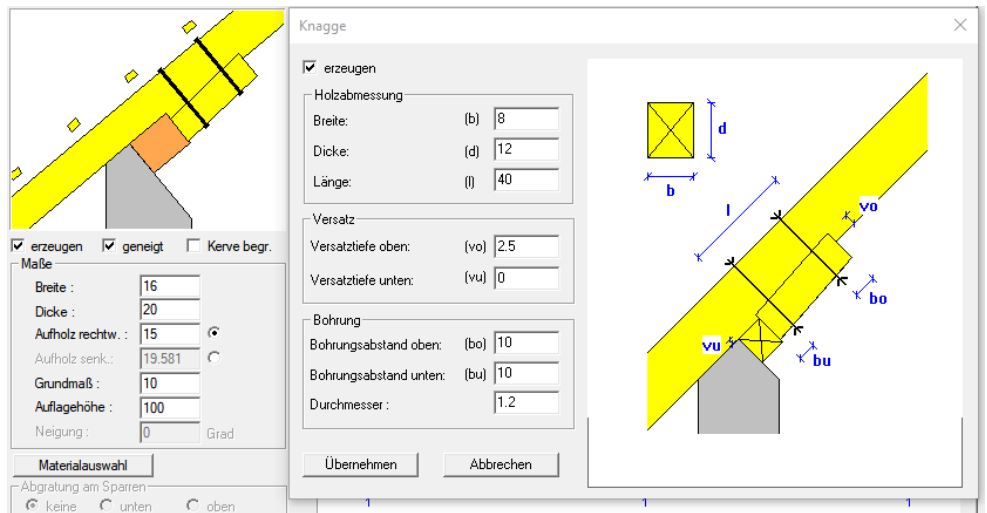 erzeugen geneigt Kerve begr.
Maße
Breite : 16
Dicke : 20
Aufholz rechtw. : 15
Aufholz senk.: 19.581
Grundmaß : 10
Auflagehöhe : 100
Neigung : 0 Grad
Materialauswahl
Abgratung am Sparren
keine unten oben
Knagge
erzeugen
Holzabmessung
Breite: (b) 8
Dicke: (d) 12
Länge: (l) 40
Versatz
Versatztiefe oben: (vo) 2.5
Versatztiefe unten: (vu) 0
Bohrung
Bohrungsabstand oben: (bo) 10
Bohrungsabstand unten: (bu) 10
Durchmesser : 1.2
Übernehmen Abbrechen
d
b
l
vo
bo
vu
bu
1 1 1